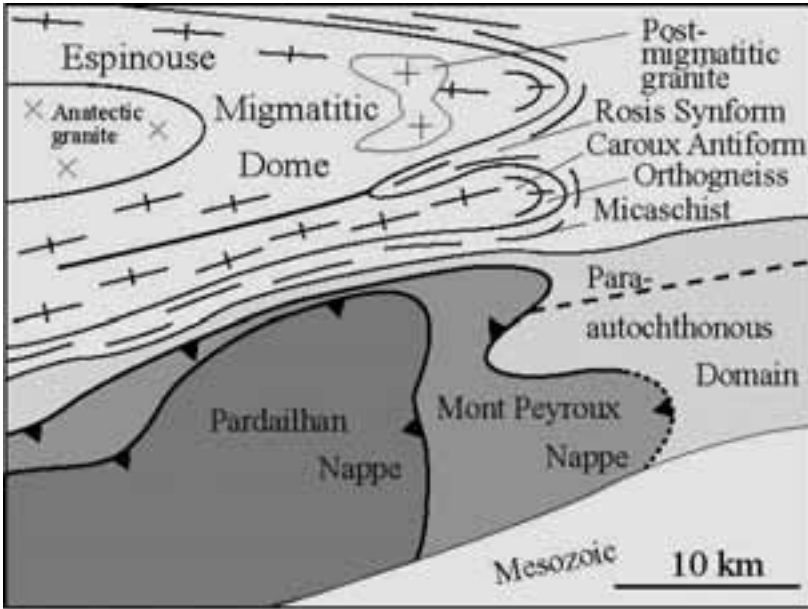 Espinouse
Migmatitic
Dome
Anatectic
granite
Post-
migmatitic
granite
Rosis Synform
Caroux Antiform
Orthogneiss
Micaschist
Para-
autochthonous
Domain
Pardailhan
Nappe
Mont Peyroux
Nappe
Mesozoic
10 km